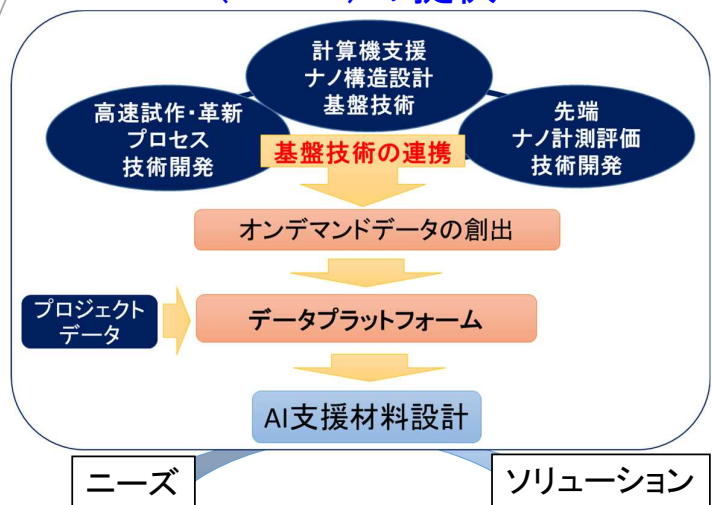 の提供
計算機支援
ナノ構造設計
基盤技術
高速試作・革新
プロセス
技術開発
先端
ナノ計測評価
技術開発
基盤技術の連携
オンデマンドデータの創出
プロジェクト
データ
データプラットフォーム
AI支援材料設計
ニーズ
ソリューション